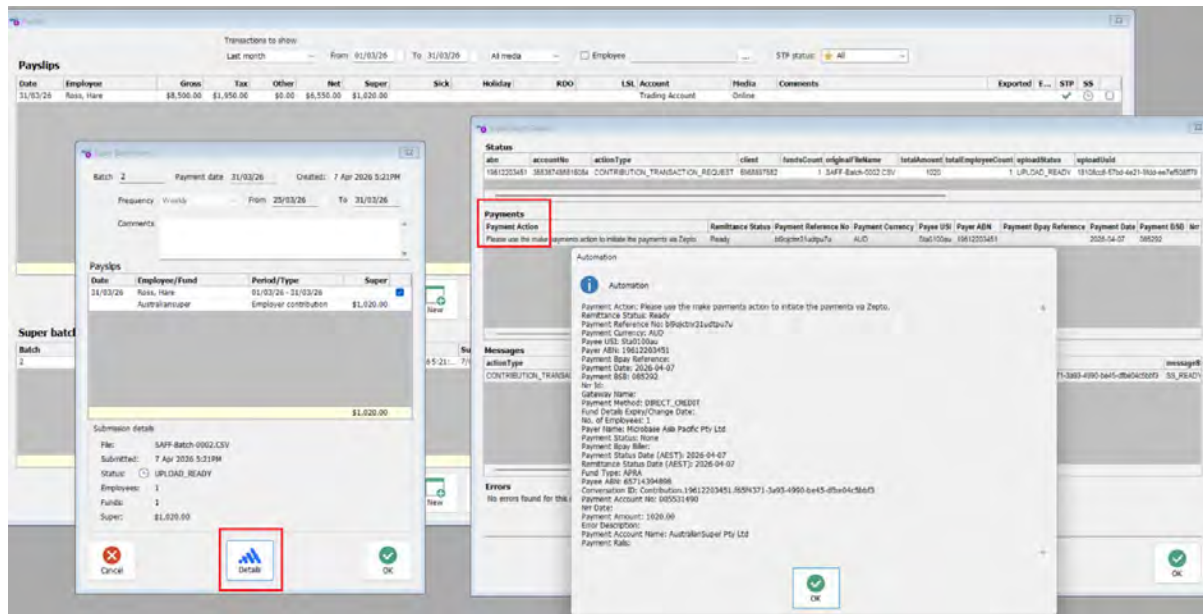 Transactions to show
Payslips
Last month From 01/03/26 To 31/03/26 All media Employee ... STP status: All
Date Employee Gross Tax Other Net Super Sick Holiday RDO LSL Account Media Comments Exported E... STP SS
31/03/26 Ross, Hare $8,500.00 $1,950.00 $0.00 $6,550.00 $1,020.00 Trading Account Online
Batch 2 Payment date 31/03/26 Created: 7 Apr 2026 5:21PM
Frequency Weekly From 25/03/26 To 31/03/26
Comments
Payslips
Date Employee/Fund Period/Type Super
31/03/26 Ross, Hare 01/03/26 - 31/03/26
Australiansuper Employer contribution $1,020.00
$1,020.00
Submission details
File: SAFF-Batch-0002.CSV
Submitted: 7 Apr 2026 5:21PM
Status: UPLOAD_READY
Employees: 1
Funds: 1
Super: $1,020.00
Cancel
Details
OK
New
Super batch
Batch
2
New
Status
abn accountNo actionType client fundsCount originalFileName totalAmount totalEmployeeCount uploadStatus uploadUuid
CONTRIBUTION_TRANSACTION_REQUEST 1 SAFF-Batch-0002.CSV 1020 1 UPLOAD_READY
Payments
Payment Action Remittance Status Payment Reference No Payment Currency Payee USI Payer ABN Payment Bpay Reference Payment Date Payment BSB Nrr
Please use the make payments action to initiate the payments via Zepto. Ready AUD Sta0100au 19612203451 2026-04-07 085292
Messages
actionType
Errors
No errors found for this
OK
Automation
Automation
Payment Action: Please use the make payments action to initiate the payments via Zepto.
Remittance Status: Ready
Payment Reference No:
Payment Currency: AUD
Payee USI: Sta0100au
Payer ABN: 19612203451
Payment Bpay Reference:
Payment Date: 2026-04-07
Payment BSB: 085292
Nrr Id:
Gateway Name:
Payment Method: DIRECT_CREDIT
Fund Details Expiry/Change Date:
No. of Employees: 1
Payer Name: Microbase Asia Pacific Pty Ltd
Payment Status: None
Payment Bpay Biller:
Payment Status Date (AEST): 2026-04-07
Remittance Status Date (AEST): 2026-04-07
Fund Type: APRA
Payee ABN: 65714394898
Conversation ID:
Payment Account No: 005531490
Nrr Date:
Payment Amount: 1020.00
Error Description:
Payment Account Name: AustralianSuper Pty Ltd
Payment Rails:
OK